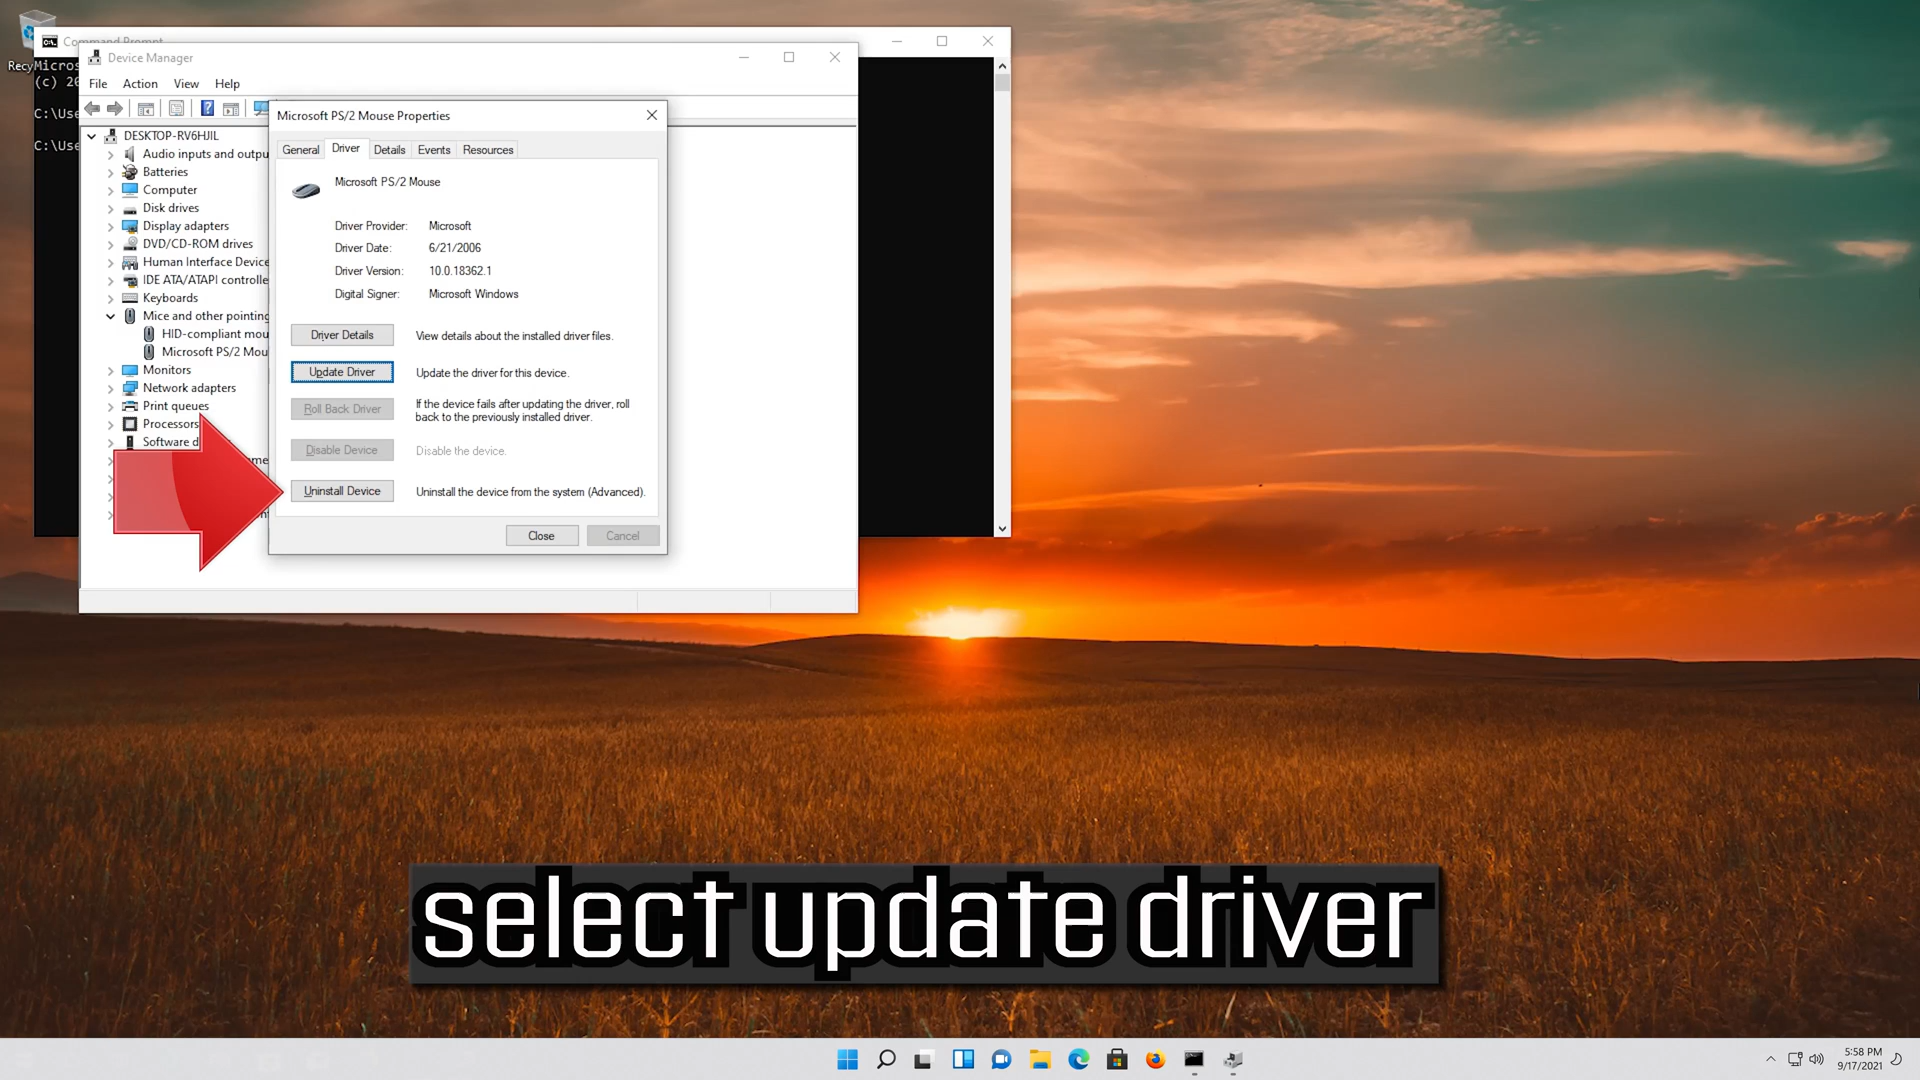 Command Prompt
Device Manager
File Action View Help
Recy
Micros
(c) 20
C:\Use
C:\Use
DESKTOP-RV6HJIL
Audio inputs and outpu
Batteries
Computer
Disk drives
Display adapters
DVD/CD-ROM drives
Human Interface Device
IDE ATA/ATAPI controlle
Keyboards
Mice and other pointing
HID-compliant mou
Microsoft PS/2 Mou
Monitors
Network adapters
Print queues
Processors
Software d
Microsoft PS/2 Mouse Properties
General Driver Details Events Resources
Microsoft PS/2 Mouse
Driver Provider: Microsoft
Driver Date: 6/21/2006
Driver Version: 10.0.18362.1
Digital Signer: Microsoft Windows
Driver Details View details about the installed driver files.
Update Driver Update the driver for this device.
Roll Back Driver If the device fails after updating the driver, roll
back to the previously installed driver.
Disable Device Disable the device.
Uninstall Device Uninstall the device from the system (Advanced).
Close Cancel
select update driver
5:58 PM
9/17/2021